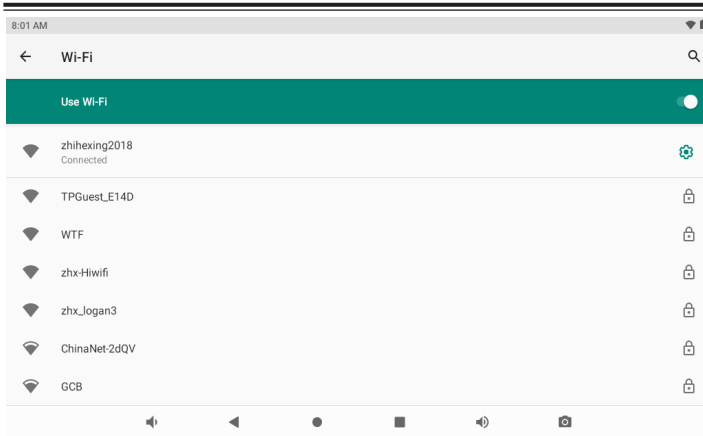 8:01 AM
Wi-Fi
Use Wi-Fi
zhihexing2018
Connected
TPGuest_E14D
WTF
zhx-Hiwifi
zhx_logan3
ChinaNet-2dQV
GCB